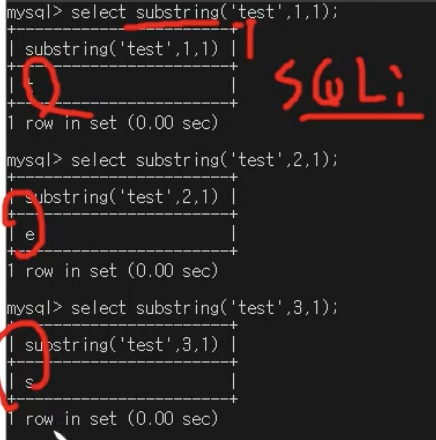 mysql> select substring('test',1,1);
+-----------------------+
| substring('test',1,1) |
+-----------------------+
| t                     |
+-----------------------+
1 row in set (0.00 sec)
SQLi
mysql> select substring('test',2,1);
+-----------------------+
| substring('test',2,1) |
+-----------------------+
| e                     |
+-----------------------+
1 row in set (0.00 sec)
mysql> select substring('test',3,1);
+-----------------------+
| substring('test',3,1) |
+-----------------------+
| s                     |
+-----------------------+
1 row in set (0.00 sec)